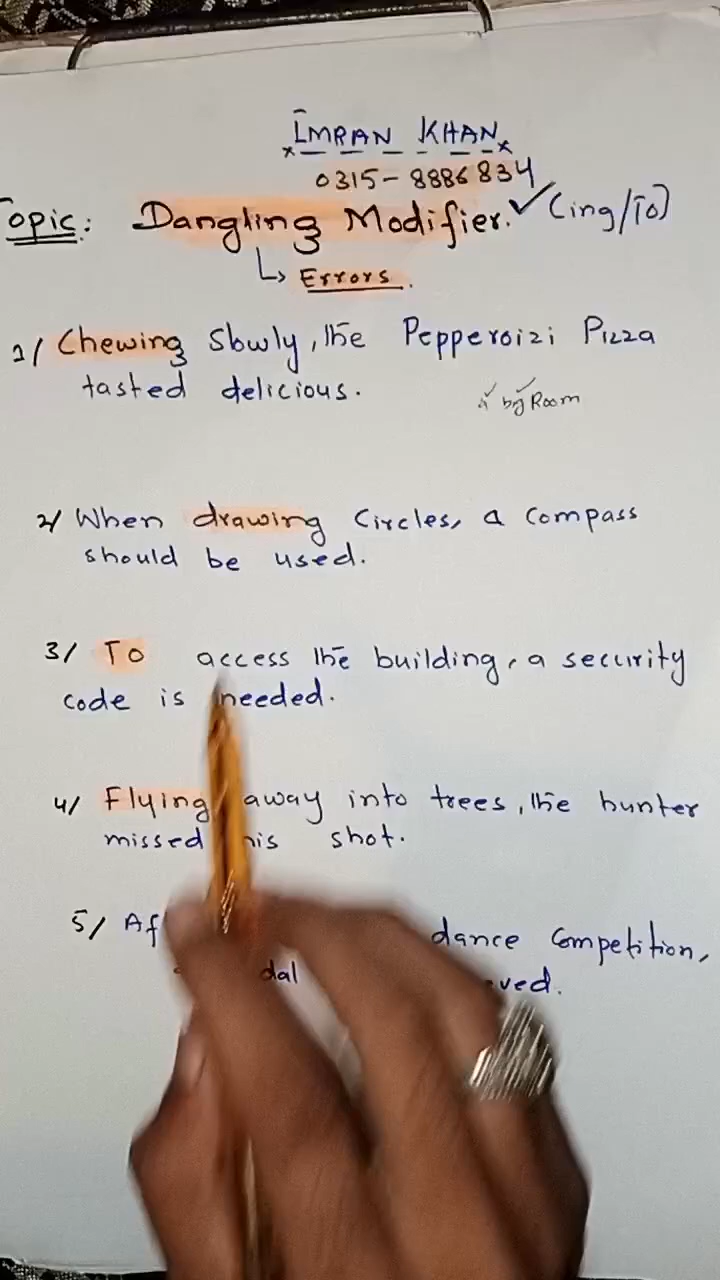 IMRAN KHAN
0315-8886834
Topic: Dangling Modifier. (ing/To)
Errors.
1/ Chewing Slowly, the Pepperoizi Pizza
tasted delicious.
by Room
2/ When drawing Circles, a Compass
should be used.
3/ To access the building, a security
code is needed.
4/ Flying away into trees, the hunter
missed his shot.
5/ dance Competition,